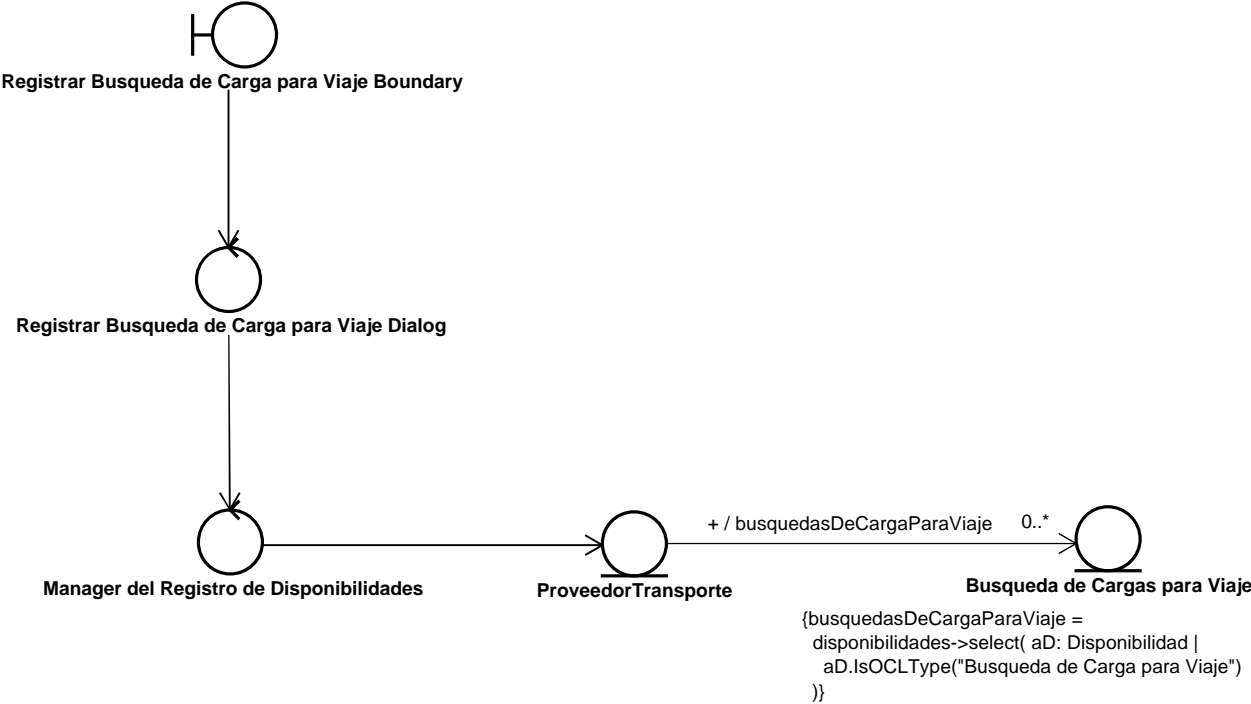 Registrar Busqueda de Carga para Viaje Boundary
Registrar Busqueda de Carga para Viaje Dialog
+ / busquedasDeCargaParaViaje 0..*
Manager del Registro de Disponibilidades
ProveedorTransporte
Busqueda de Cargas para Viaje
{busquedasDeCargaParaViaje =
disponibilidades->select( aD: Disponibilidad |
aD.IsOCLType("Busqueda de Carga para Viaje")
)}